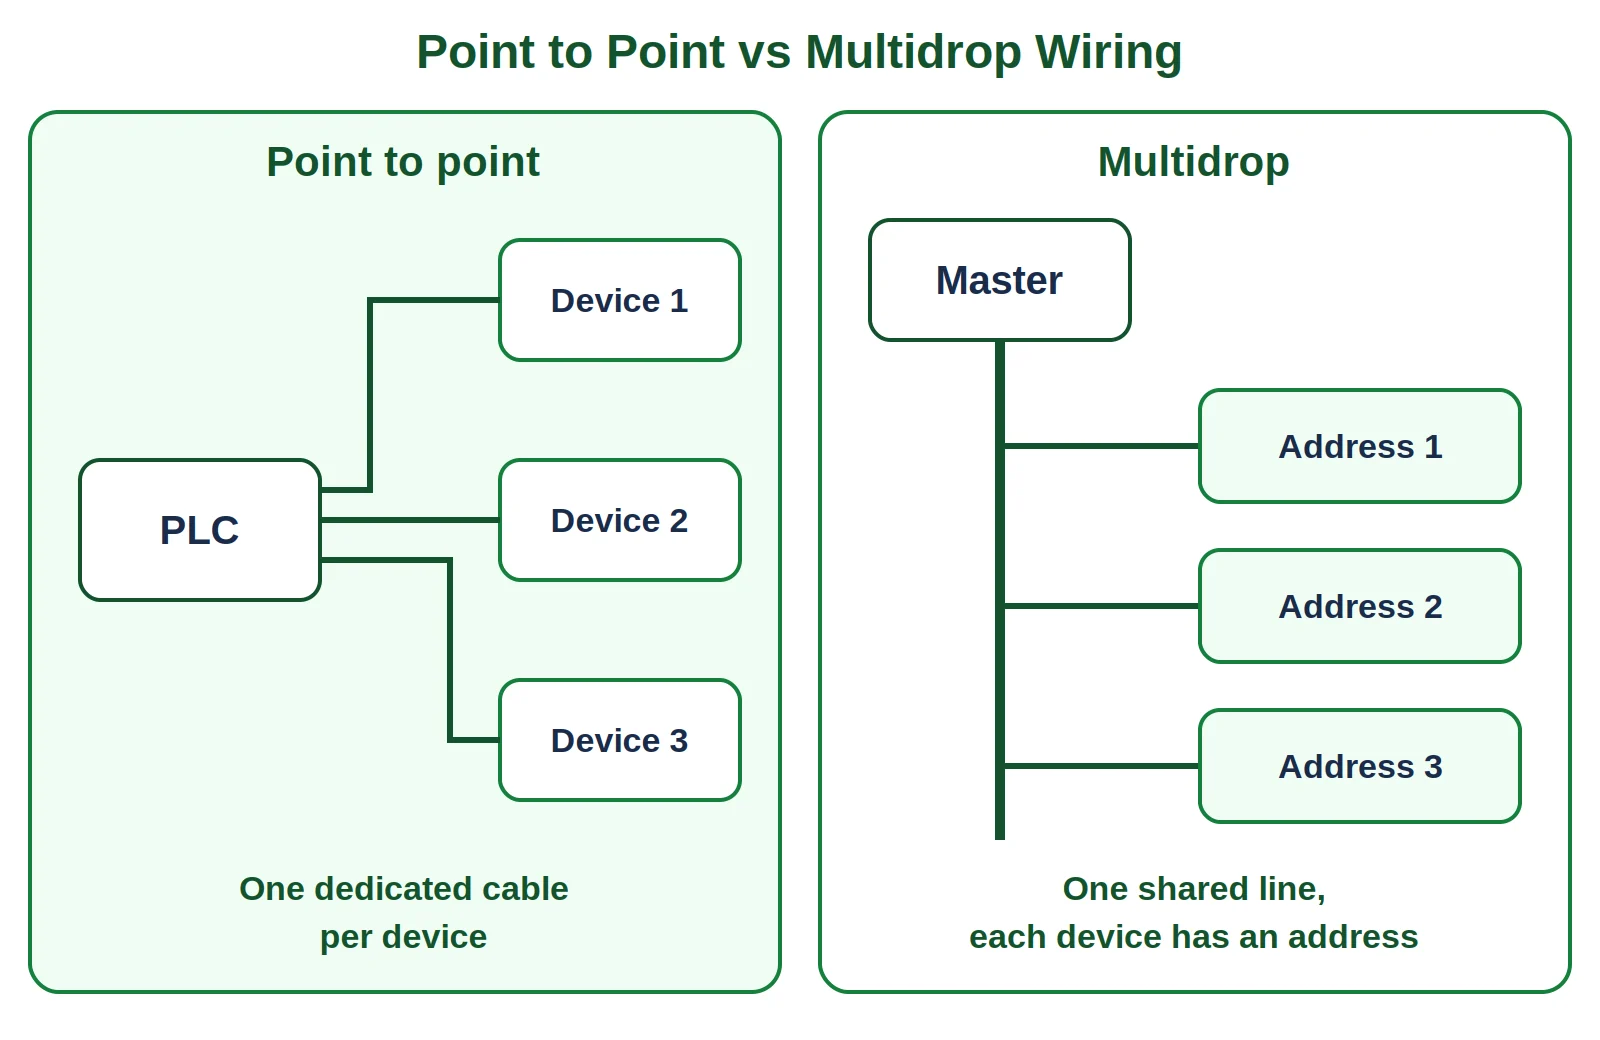 Point to Point vs Multidrop Wiring
Point to point
Device 1
PLC
Device 2
Device 3
One dedicated cable
per device
Multidrop
Master
Address 1
Address 2
Address 3
One shared line,
each device has an address